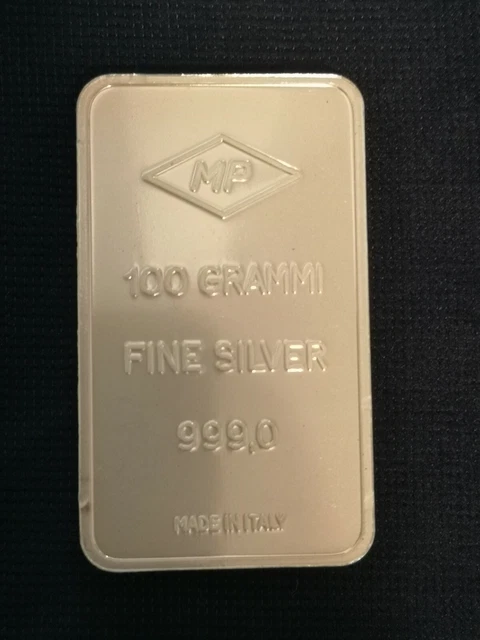 MP
100 GRAMMI
FINE SILVER
999,0
MADE IN ITALY